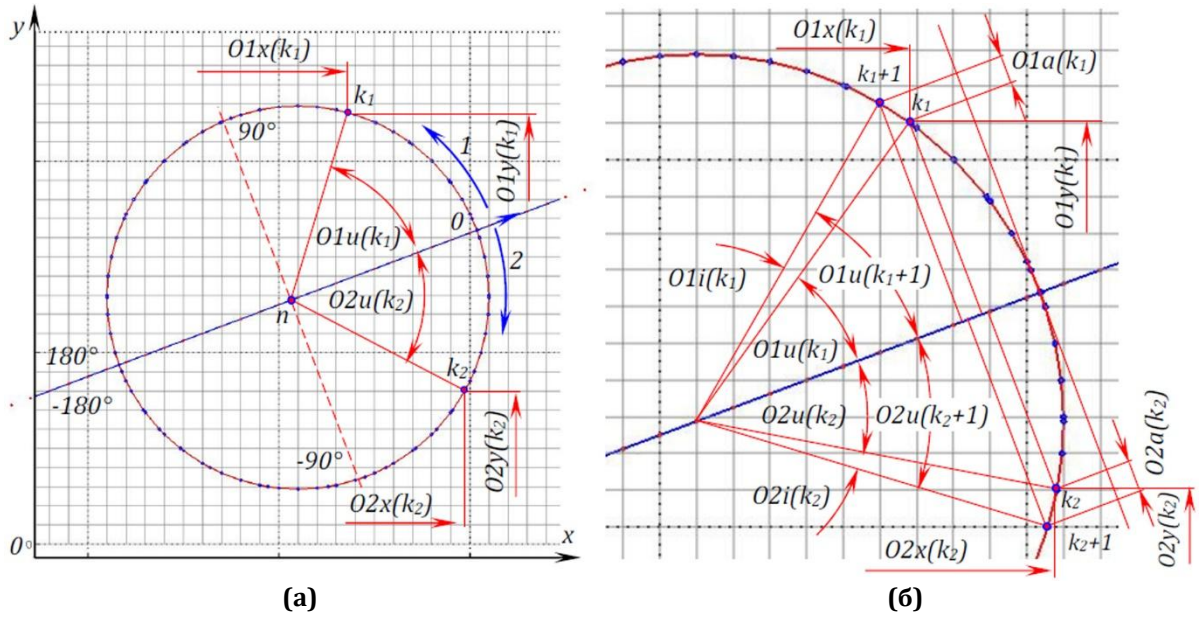 y
O1x(k₁)
k₁
90°
1
O1y(k₁)
0
O1u(k₁)
2
n
O2u(k₂)
180°
-180°
k₂
-90°
O2y(k₂)
O2x(k₂)
0
x
(а)
O1x(k₁)
O1a(k₁)
k₁+1
k₁
O1y(k₁)
O1i(k₁)
O1u(k₁+1)
O1u(k₁)
O2u(k₂)
O2u(k₂+1)
O2a(k₂)
O2i(k₂)
k₂
O2y(k₂)
k₂+1
O2x(k₂)
(б)